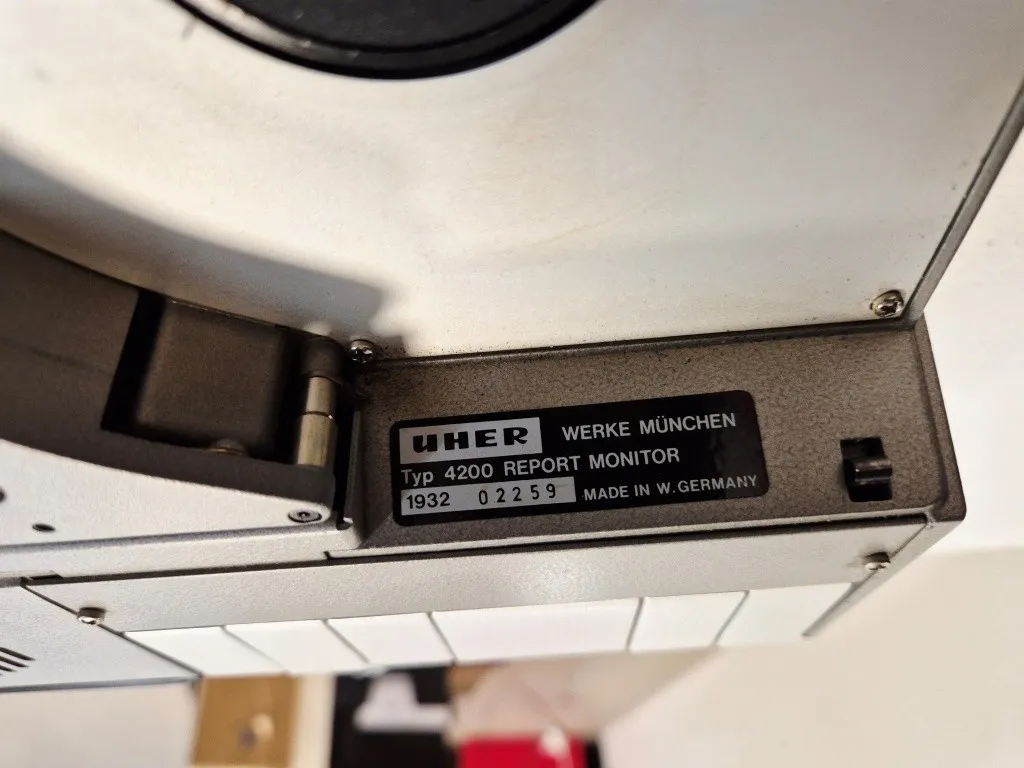 UHER WERKE MÜNCHEN
Typ 4200 REPORT MONITOR
1932 02259 MADE IN W. GERMANY